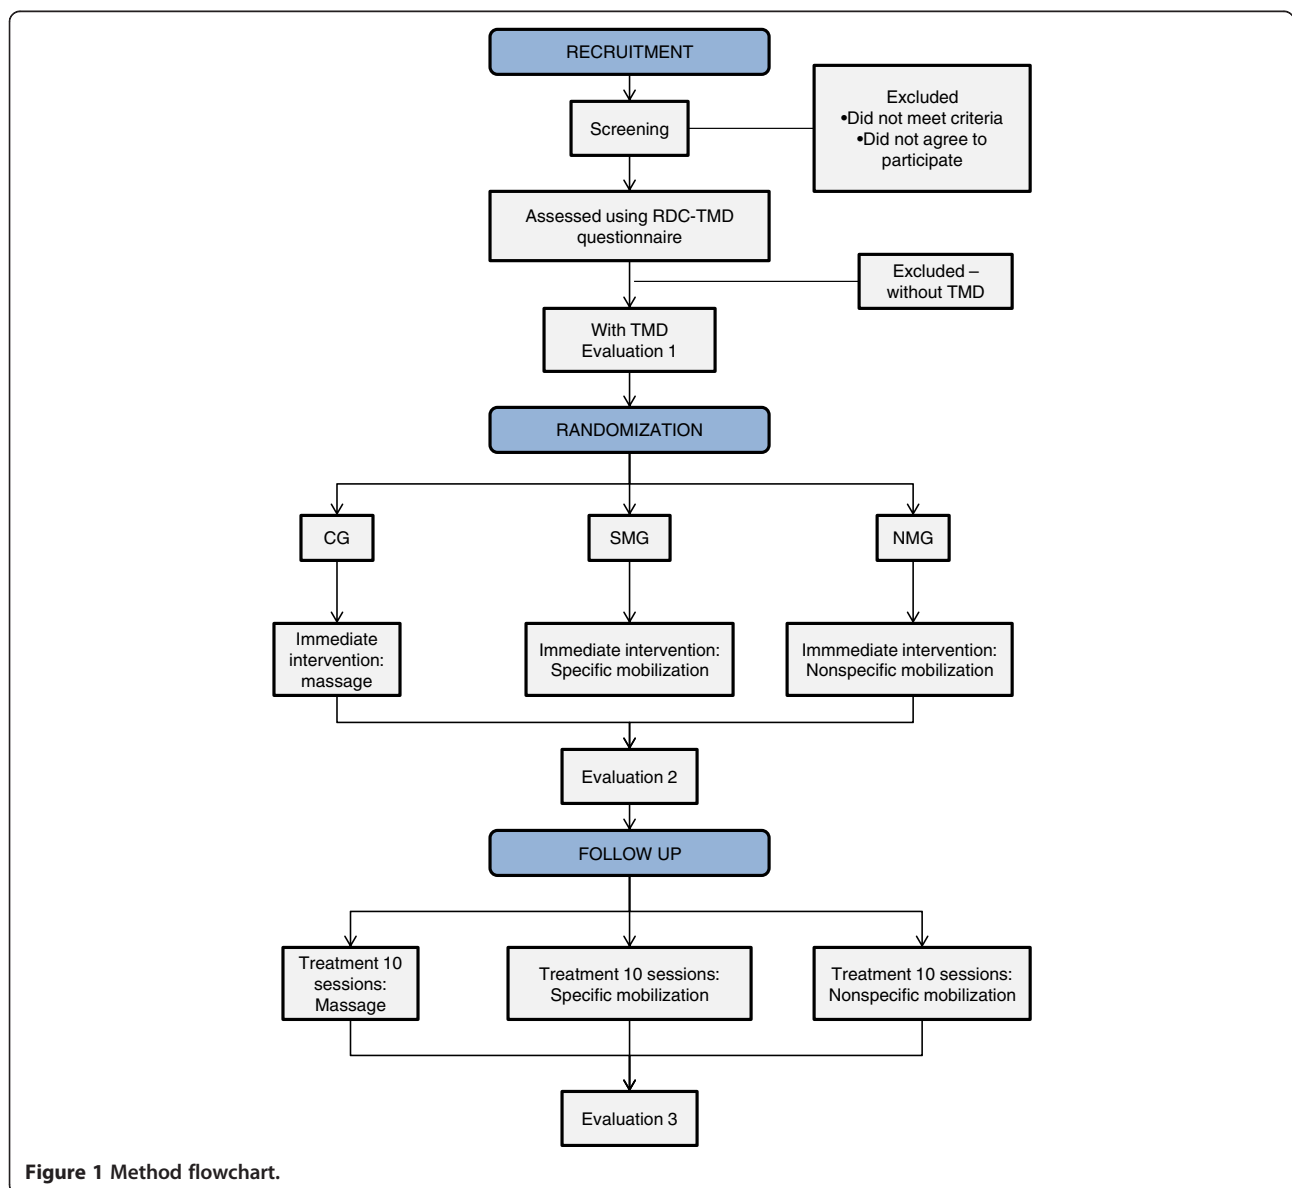 RECRUITMENT
Screening
Excluded
•Did not meet criteria
•Did not agree to
participate
Assessed using RDC-TMD
questionnaire
Excluded –
without TMD
With TMD
Evaluation 1
RANDOMIZATION
CG
SMG
NMG
Immediate
intervention:
massage
Immediate intervention:
Specific mobilization
Immmediate intervention:
Nonspecific mobilization
Evaluation 2
FOLLOW UP
Treatment 10
sessions:
Massage
Treatment 10 sessions:
Specific mobilization
Treatment 10 sessions:
Nonspecific mobilization
Evaluation 3
Figure 1 Method flowchart.